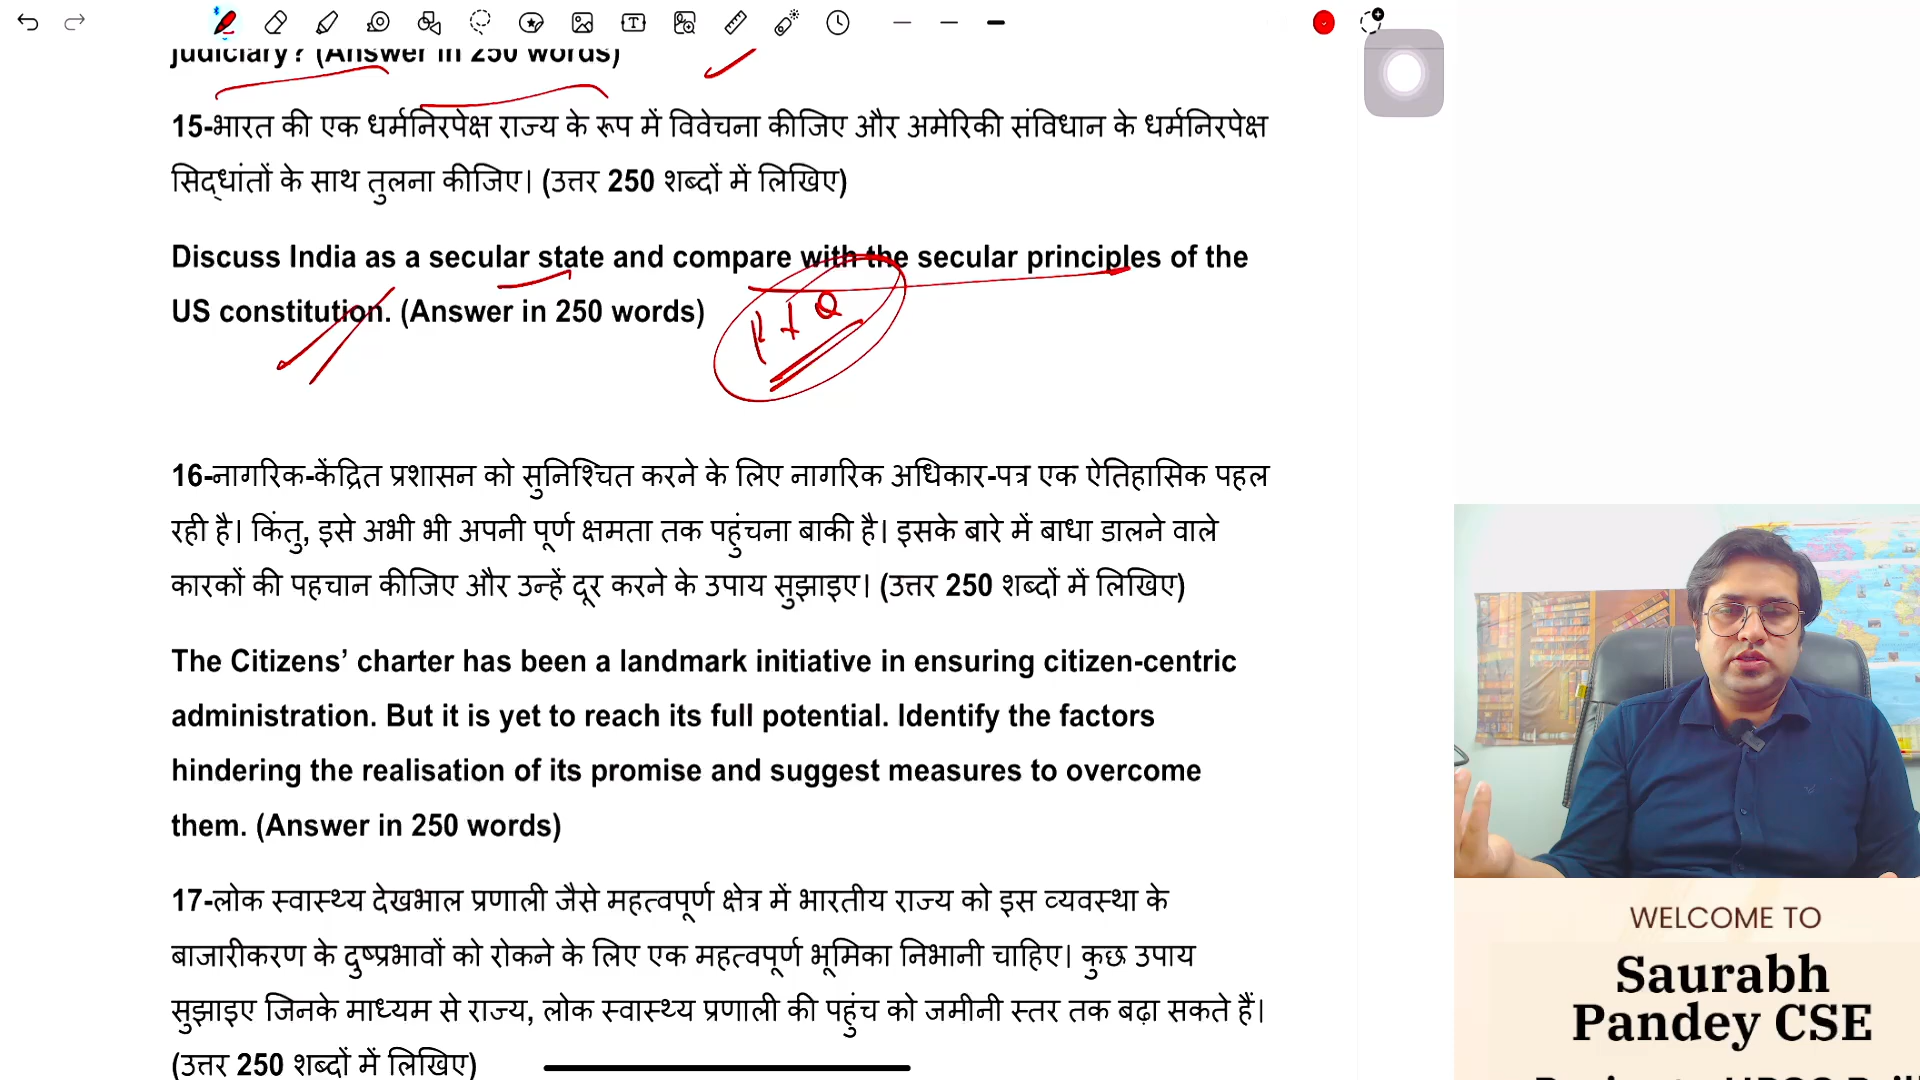 judiciary? (Answer in 250 words)
15-भारत की एक धर्मनिरपेक्ष राज्य के रूप में विवेचना कीजिए और अमेरिकी संविधान के धर्मनिरपेक्ष
सिद्धांतों के साथ तुलना कीजिए। (उत्तर 250 शब्दों में लिखिए)
Discuss India as a secular state and compare with the secular principles of the
US constitution. (Answer in 250 words)
16-नागरिक-केंद्रित प्रशासन को सुनिश्चित करने के लिए नागरिक अधिकार-पत्र एक ऐतिहासिक पहल
रही है। किंतु, इसे अभी भी अपनी पूर्ण क्षमता तक पहुंचना बाकी है। इसके बारे में बाधा डालने वाले
कारकों की पहचान कीजिए और उन्हें दूर करने के उपाय सुझाइए। (उत्तर 250 शब्दों में लिखिए)
The Citizens’ charter has been a landmark initiative in ensuring citizen-centric
administration. But it is yet to reach its full potential. Identify the factors
hindering the realisation of its promise and suggest measures to overcome
them. (Answer in 250 words)
17-लोक स्वास्थ्य देखभाल प्रणाली जैसे महत्वपूर्ण क्षेत्र में भारतीय राज्य को इस व्यवस्था के
बाजारीकरण के दुष्प्रभावों को रोकने के लिए एक महत्वपूर्ण भूमिका निभानी चाहिए। कुछ उपाय
सुझाइए जिनके माध्यम से राज्य, लोक स्वास्थ्य प्रणाली की पहुंच को जमीनी स्तर तक बढ़ा सकते हैं।
(उत्तर 250 शब्दों में लिखिए)
WELCOME TO
Saurabh
Pandey CSE